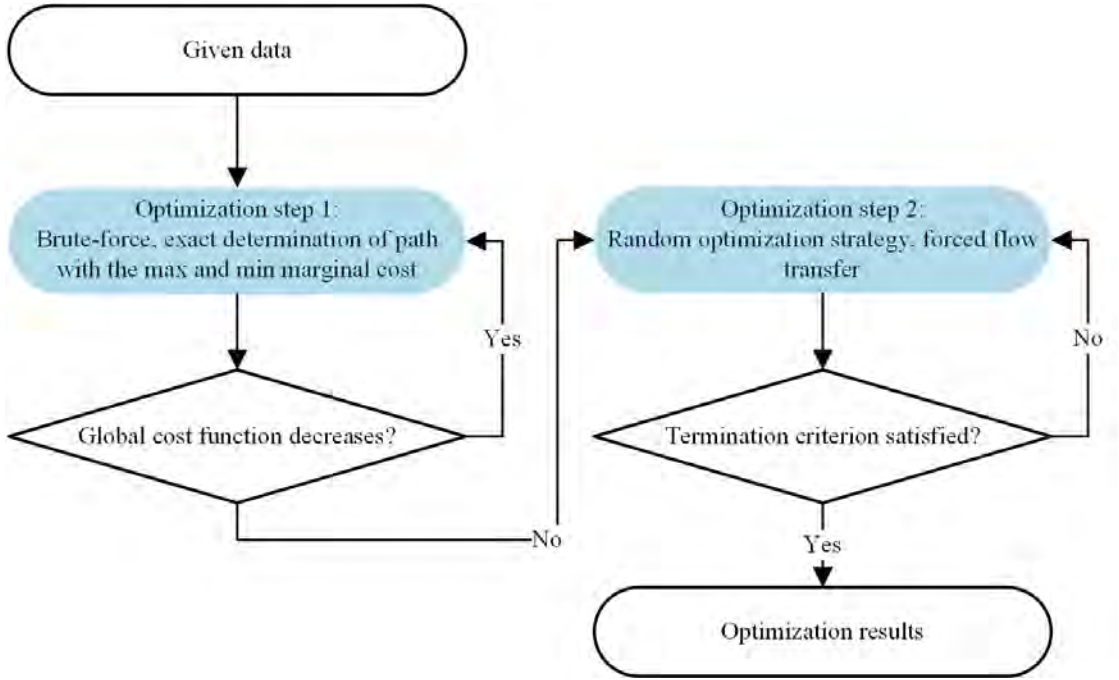 Given data
Optimization step 1:
Brute-force, exact determination of path
with the max and min marginal cost
Yes
Global cost function decreases?
No
Optimization step 2:
Random optimization strategy, forced flow
transfer
No
Termination criterion satisfied?
Yes
Optimization results